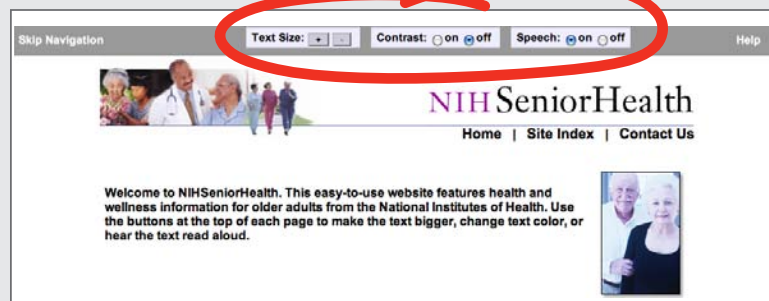 Skip Navigation Text Size: + - Contrast: on off Speech: on off Help
NIHSeniorHealth
Home | Site Index | Contact Us
Welcome to NIHSeniorHealth. This easy-to-use website features health and
wellness information for older adults from the National Institutes of Health. Use
the buttons at the top of each page to make the text bigger, change text color, or
hear the text read aloud.